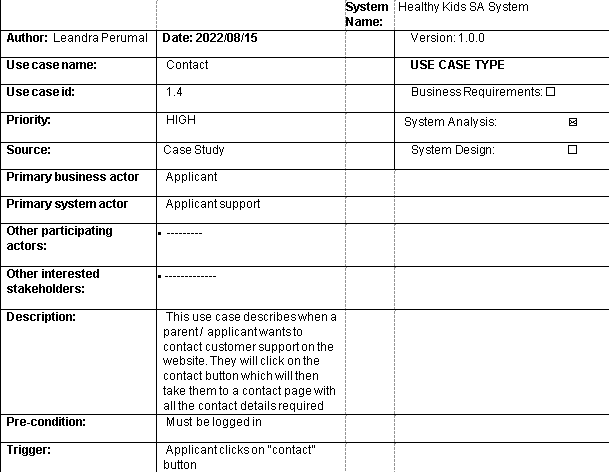 System Name: Healthy Kids SA System
Author: Leandra Perumal Date: 2022/08/15 Version: 1.0.0
Use case name: Contact USE CASE TYPE
Use case id: 1.4 Business Requirements: ☐
Priority: HIGH System Analysis: ☒
Source: Case Study System Design: ☐
Primary business actor Applicant
Primary system actor Applicant support
Other participating
actors:
▪ ---------
Other interested
stakeholders:
▪ -------------
Description: This use case describes when a
parent / applicant wants to
contact customer support on the
website. They will click on the
contact button which will then
take them to a contact page with
all the contact details required
Pre-condition: Must be logged in
Trigger: Applicant clicks on "contact"
button